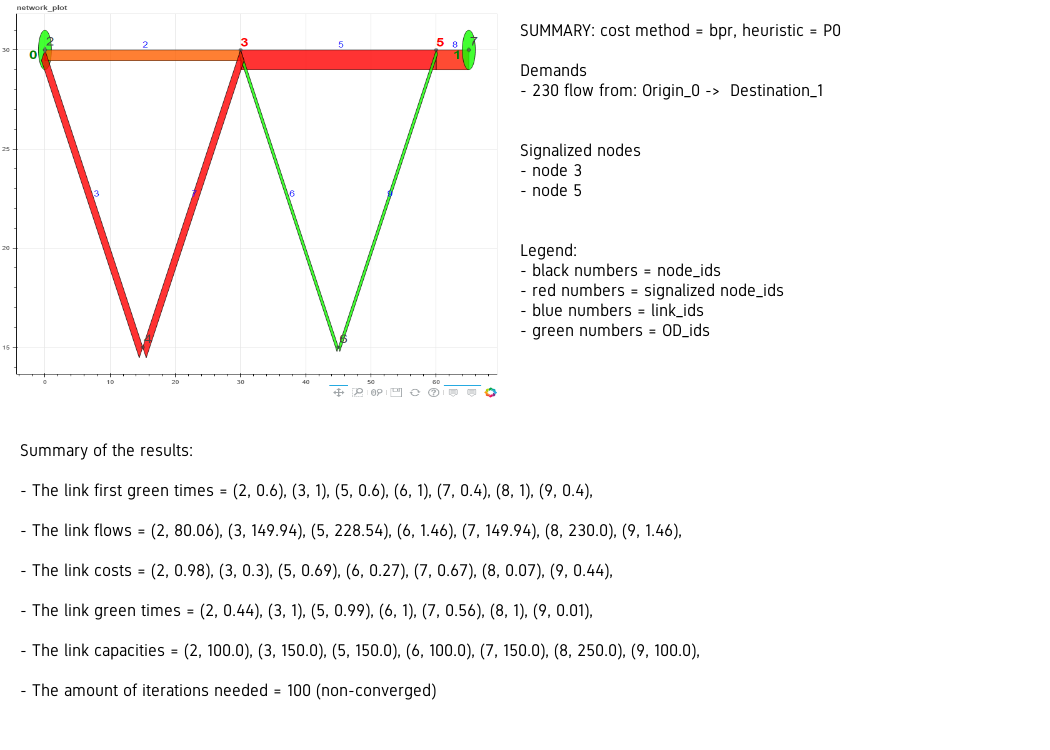 network_plot
SUMMARY: cost method = bpr, heuristic = P0
Demands
- 230 flow from: Origin_0 -> Destination_1
Signalized nodes
- node 3
- node 5
Legend:
- black numbers = node_ids
- red numbers = signalized node_ids
- blue numbers = link_ids
- green numbers = OD_ids
30
25
20
15
0 10 20 30 40 50 60
0 2 2 3 5 5 8 1 7
3 7 6 9
4 6
Summary of the results:
- The link first green times = (2, 0.6), (3, 1), (5, 0.6), (6, 1), (7, 0.4), (8, 1), (9, 0.4),
- The link flows = (2, 80.06), (3, 149.94), (5, 228.54), (6, 1.46), (7, 149.94), (8, 230.0), (9, 1.46),
- The link costs = (2, 0.98), (3, 0.3), (5, 0.69), (6, 0.27), (7, 0.67), (8, 0.07), (9, 0.44),
- The link green times = (2, 0.44), (3, 1), (5, 0.99), (6, 1), (7, 0.56), (8, 1), (9, 0.01),
- The link capacities = (2, 100.0), (3, 150.0), (5, 150.0), (6, 100.0), (7, 150.0), (8, 250.0), (9, 100.0),
- The amount of iterations needed = 100 (non-converged)